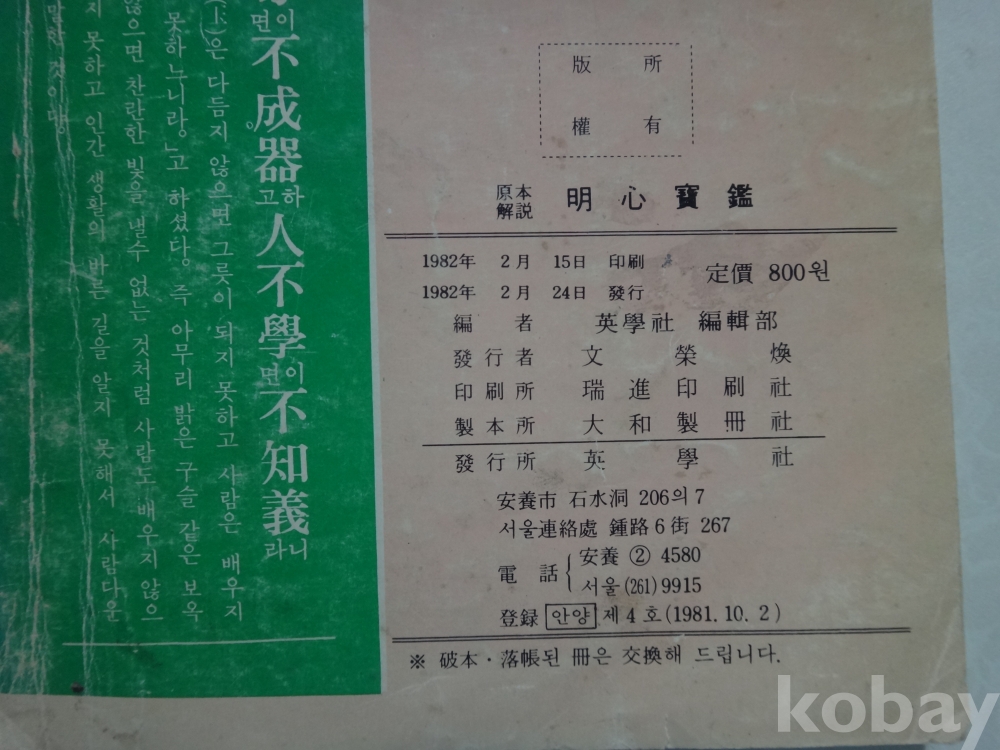 면이不成器고하人不學면이不知義라니
(玉)은 다듬지 않으면 그릇이 되지 못하고 사람은 배우지
못하느니라.」고 하셨다. 즉 아무리 밝은 구슬 같은 보옥
않으면 찬란한 빛을 낼수 없는 것처럼 사람도 배우지 않으
지 못하고 인간 생활의 바른 길을 알지 못해서 사람다운
말한 것이다.
版 所
權 有
原本
解説 明心寶鑑
1982年 2月 15日 印刷
1982年 2月 24日 發行
定價 800원
編者 英學社 編輯部
發行者 文榮煥
印刷所 瑞進印刷社
製本所 大和製冊社
發行所 英學社
安養市 石水洞 206의 7
서울連絡處 鍾路 6街 267
電話 安養 ② 4580
서울 (261) 9915
登録 안양 제 4 호 (1981. 10. 2)
※ 破本・落帳된 冊은 交換해 드립니다.
kobay